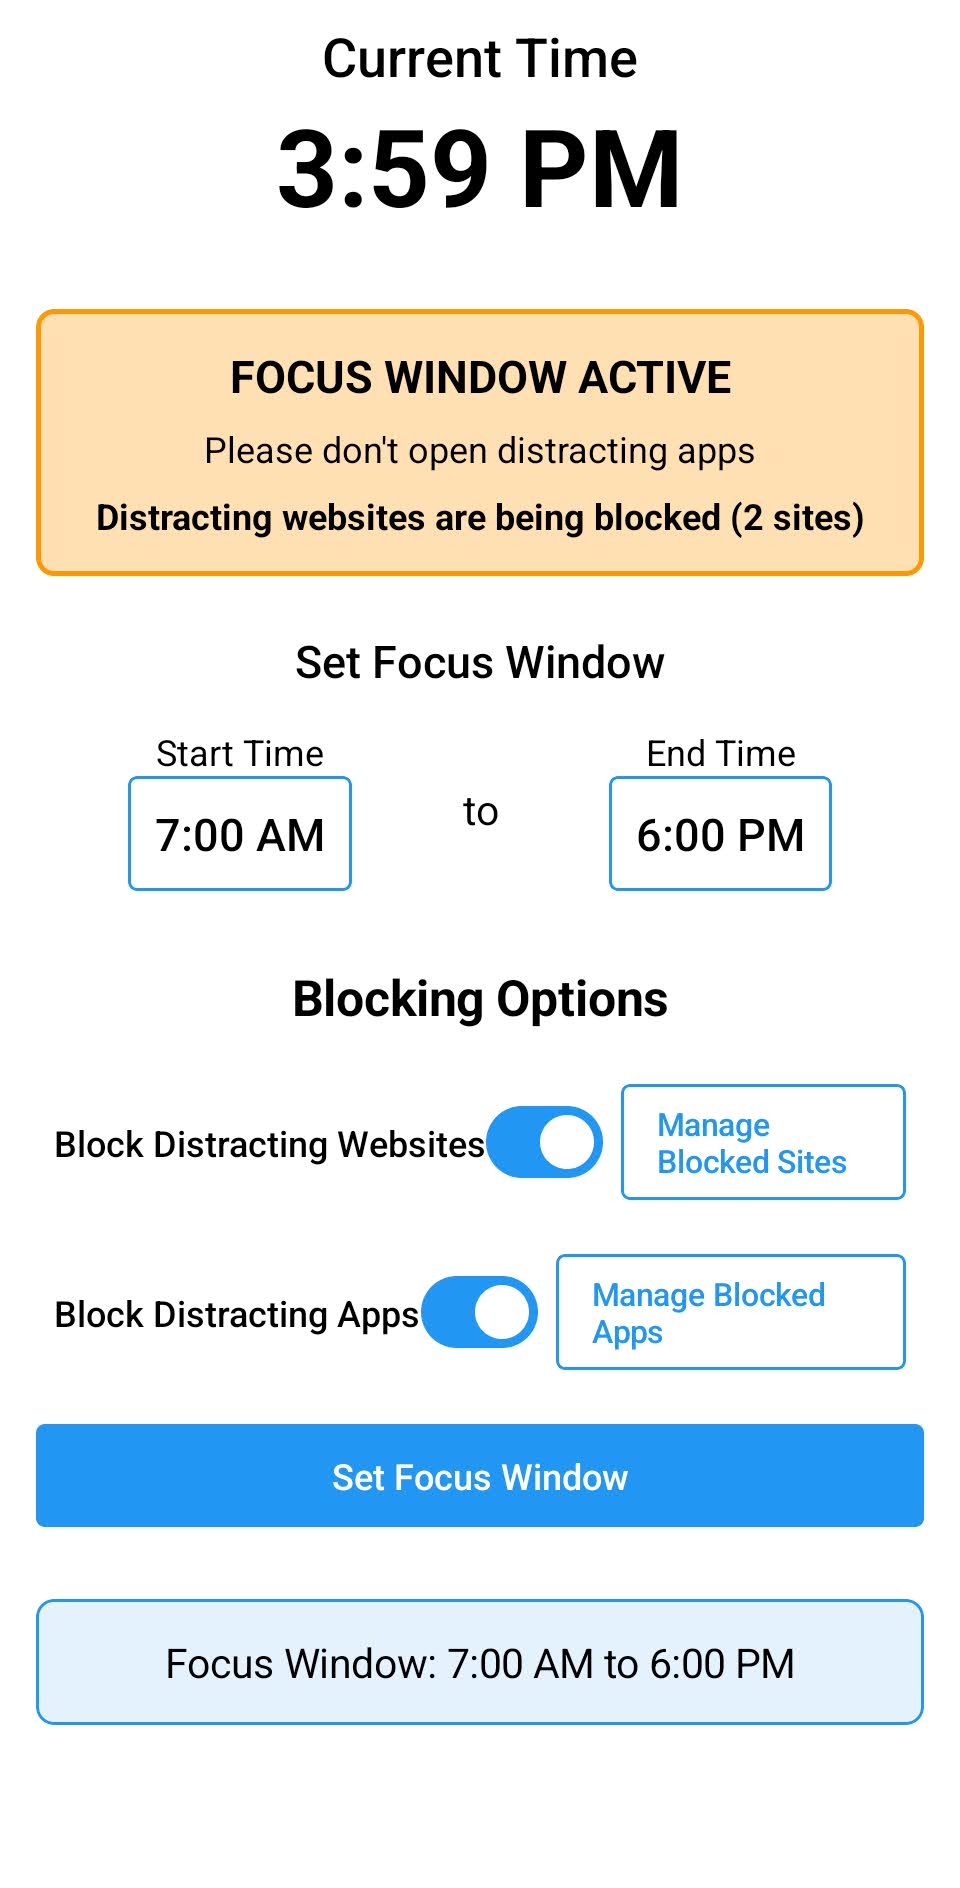 Current Time
3:59 PM
FOCUS WINDOW ACTIVE
Please don't open distracting apps
Distracting websites are being blocked (2 sites)
Set Focus Window
Start Time
7:00 AM
to
End Time
6:00 PM
Blocking Options
Block Distracting Websites
Manage
Blocked Sites
Block Distracting Apps
Manage Blocked
Apps
Set Focus Window
Focus Window: 7:00 AM to 6:00 PM